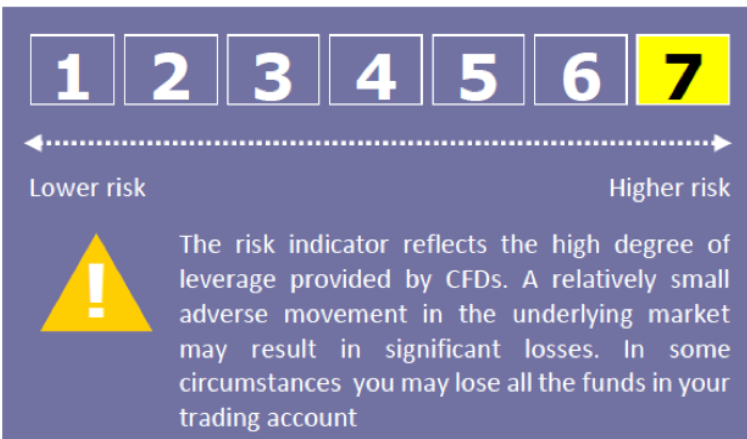 1 2 3 4 5 6 7
Lower risk Higher risk
!
The risk indicator reflects the high degree of
leverage provided by CFDs. A relatively small
adverse movement in the underlying market
may result in significant losses. In some
circumstances you may lose all the funds in your
trading account